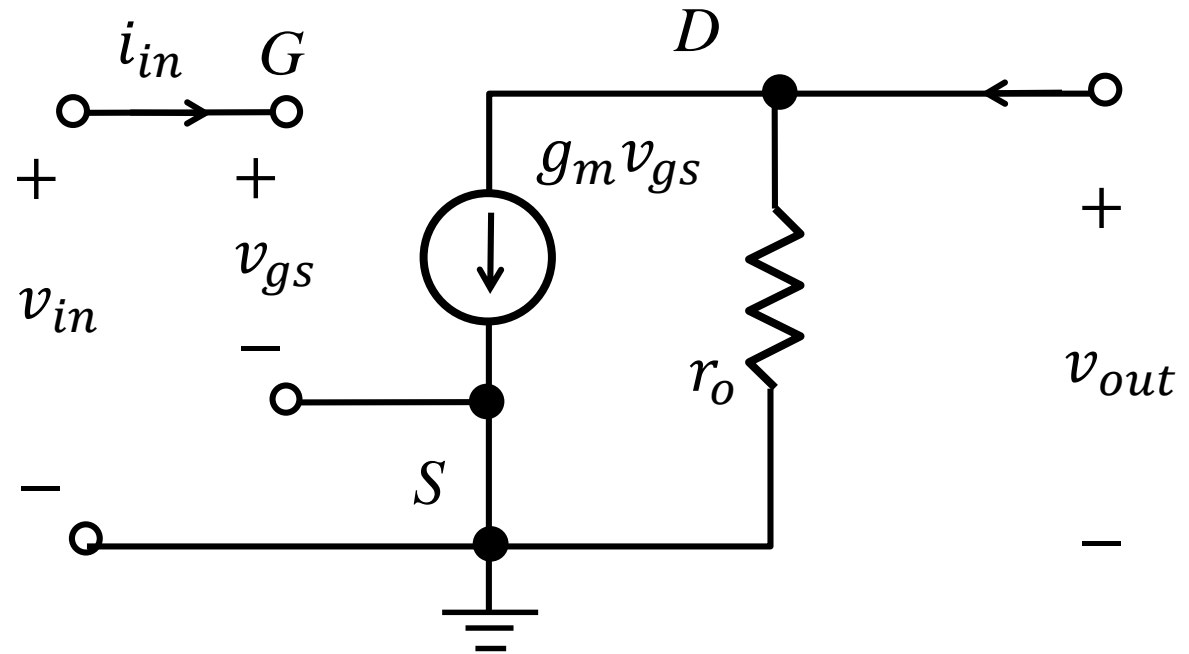 i_in G D
+ + g_m v_gs +
v_gs
v_in
− r_o v_out
− S −